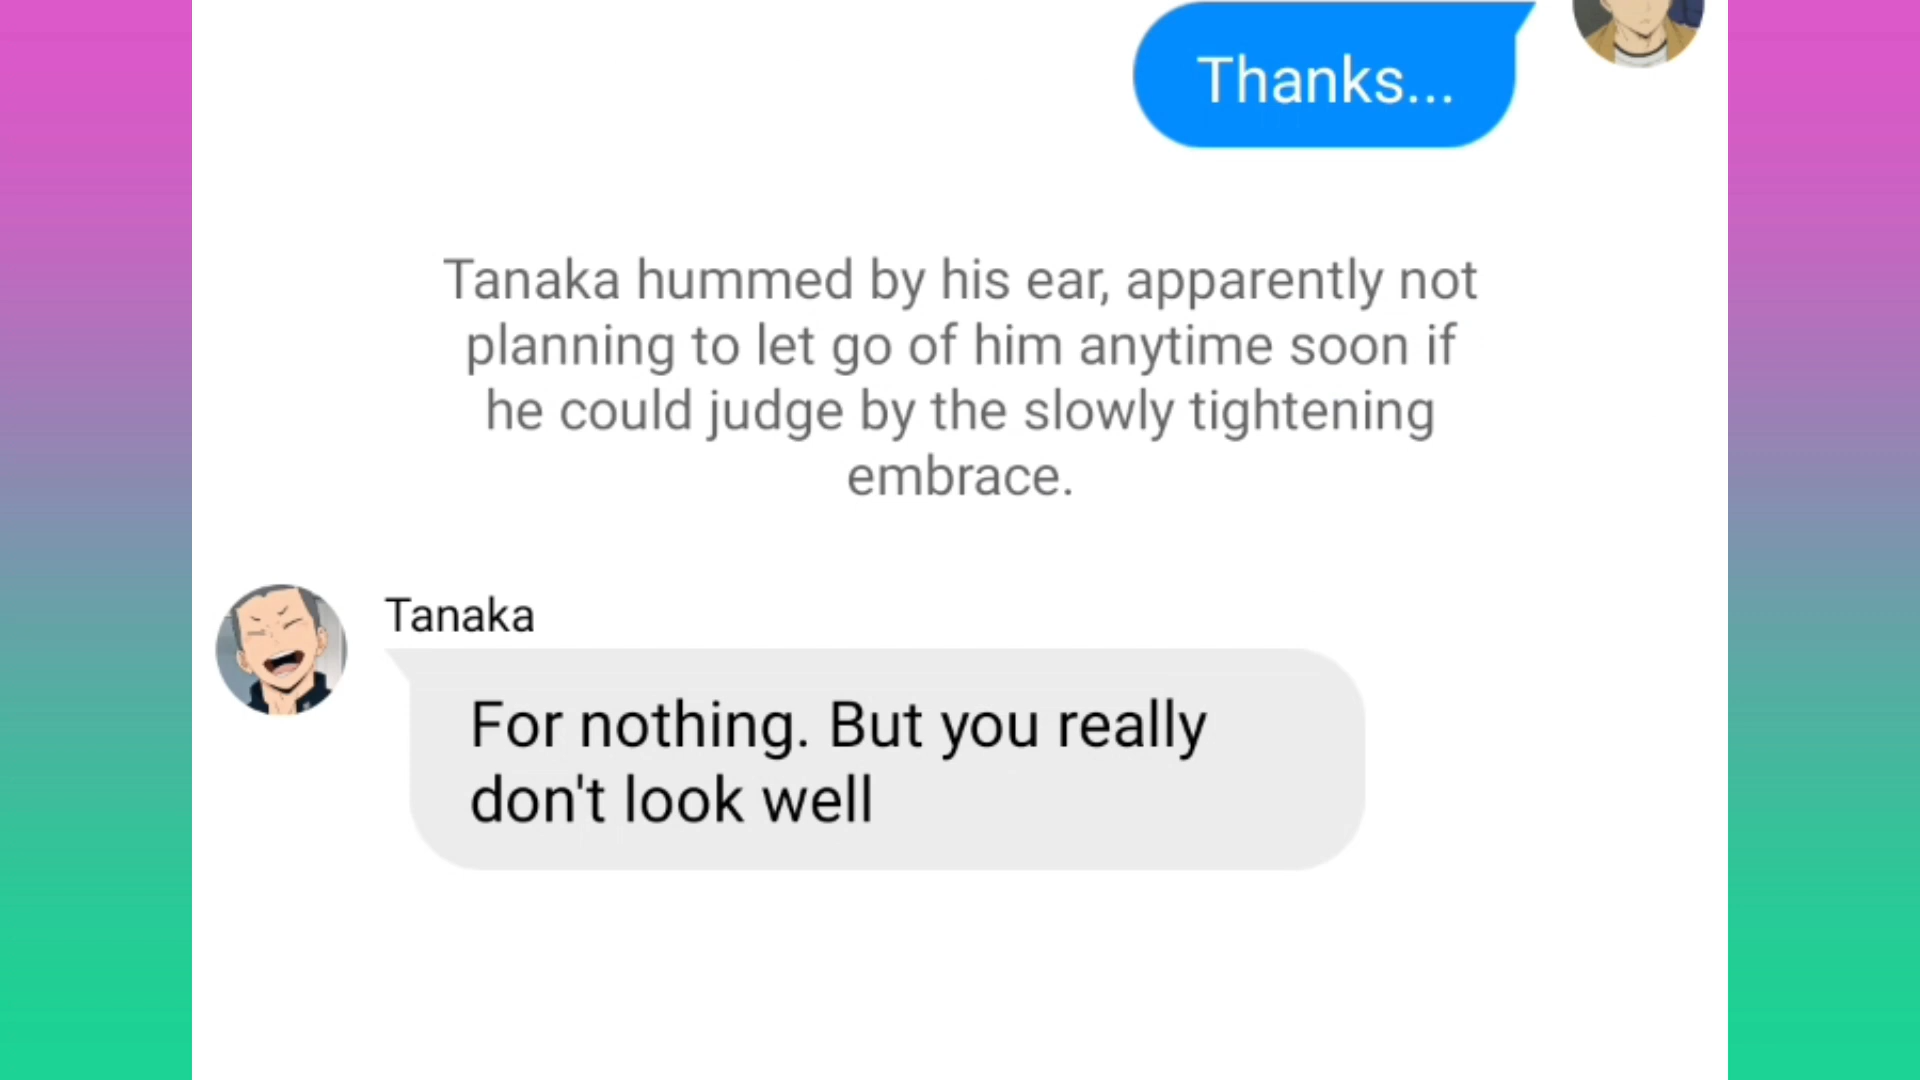 Thanks...
Tanaka hummed by his ear, apparently not
planning to let go of him anytime soon if
he could judge by the slowly tightening
embrace.
Tanaka
For nothing. But you really
don't look well